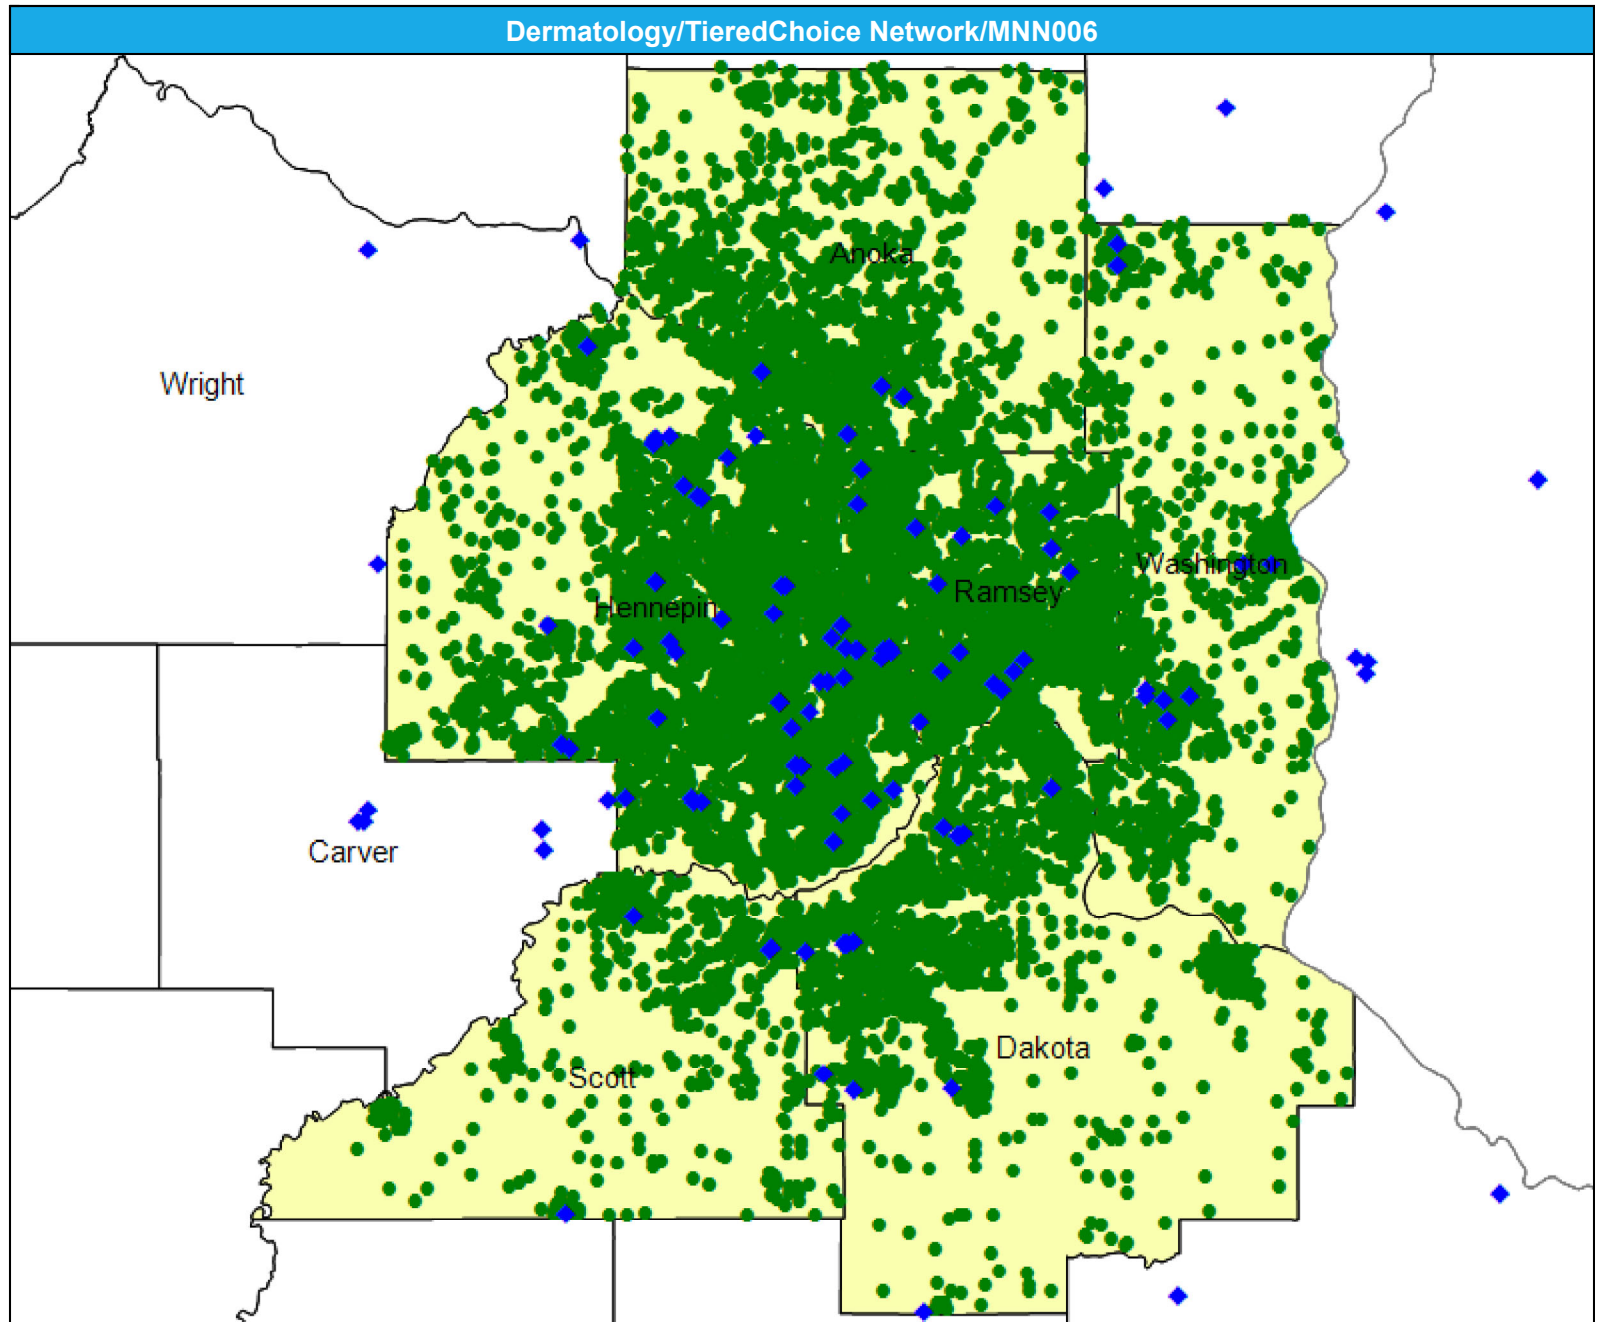 Dermatology/TieredChoice Network/MNN006
Anoka
Wright
Washington
Ramsey
Hennepin
Carver
Dakota
Scott